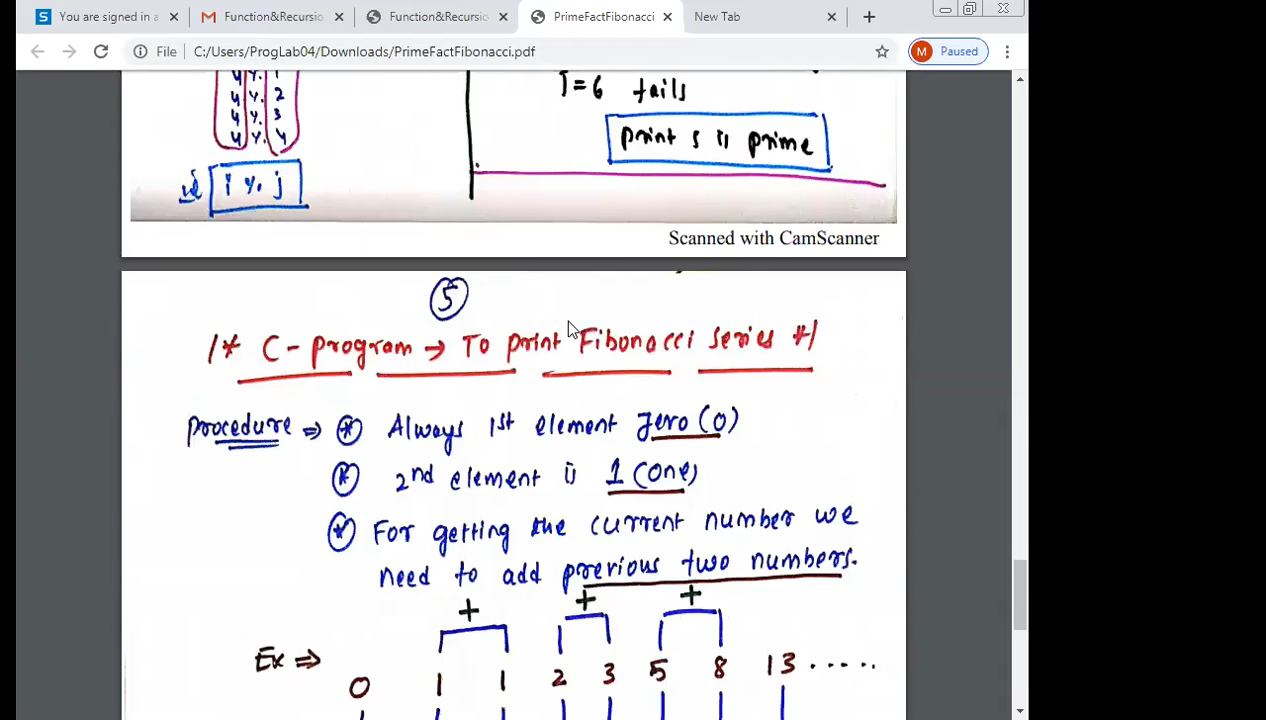 You are signed in a
Function&Recursio
Function&Recursio
PrimeFactFibonacci
New Tab
File C:/Users/ProgLab04/Downloads/PrimeFactFibonacci.pdf
M Paused
4 % 2
4 % 3
4 % 4
i % j
J=6 fails
print 5 is prime
Scanned with CamScanner
5
/* C-program → To print Fibonacci series */
procedure ⇒ * Always 1st element zero (0)
* 2nd element is 1 (one)
* For getting the current number we
need to add previous two numbers.
+ + +
Ex ⇒ 0 1 1 2 3 5 8 13 .....